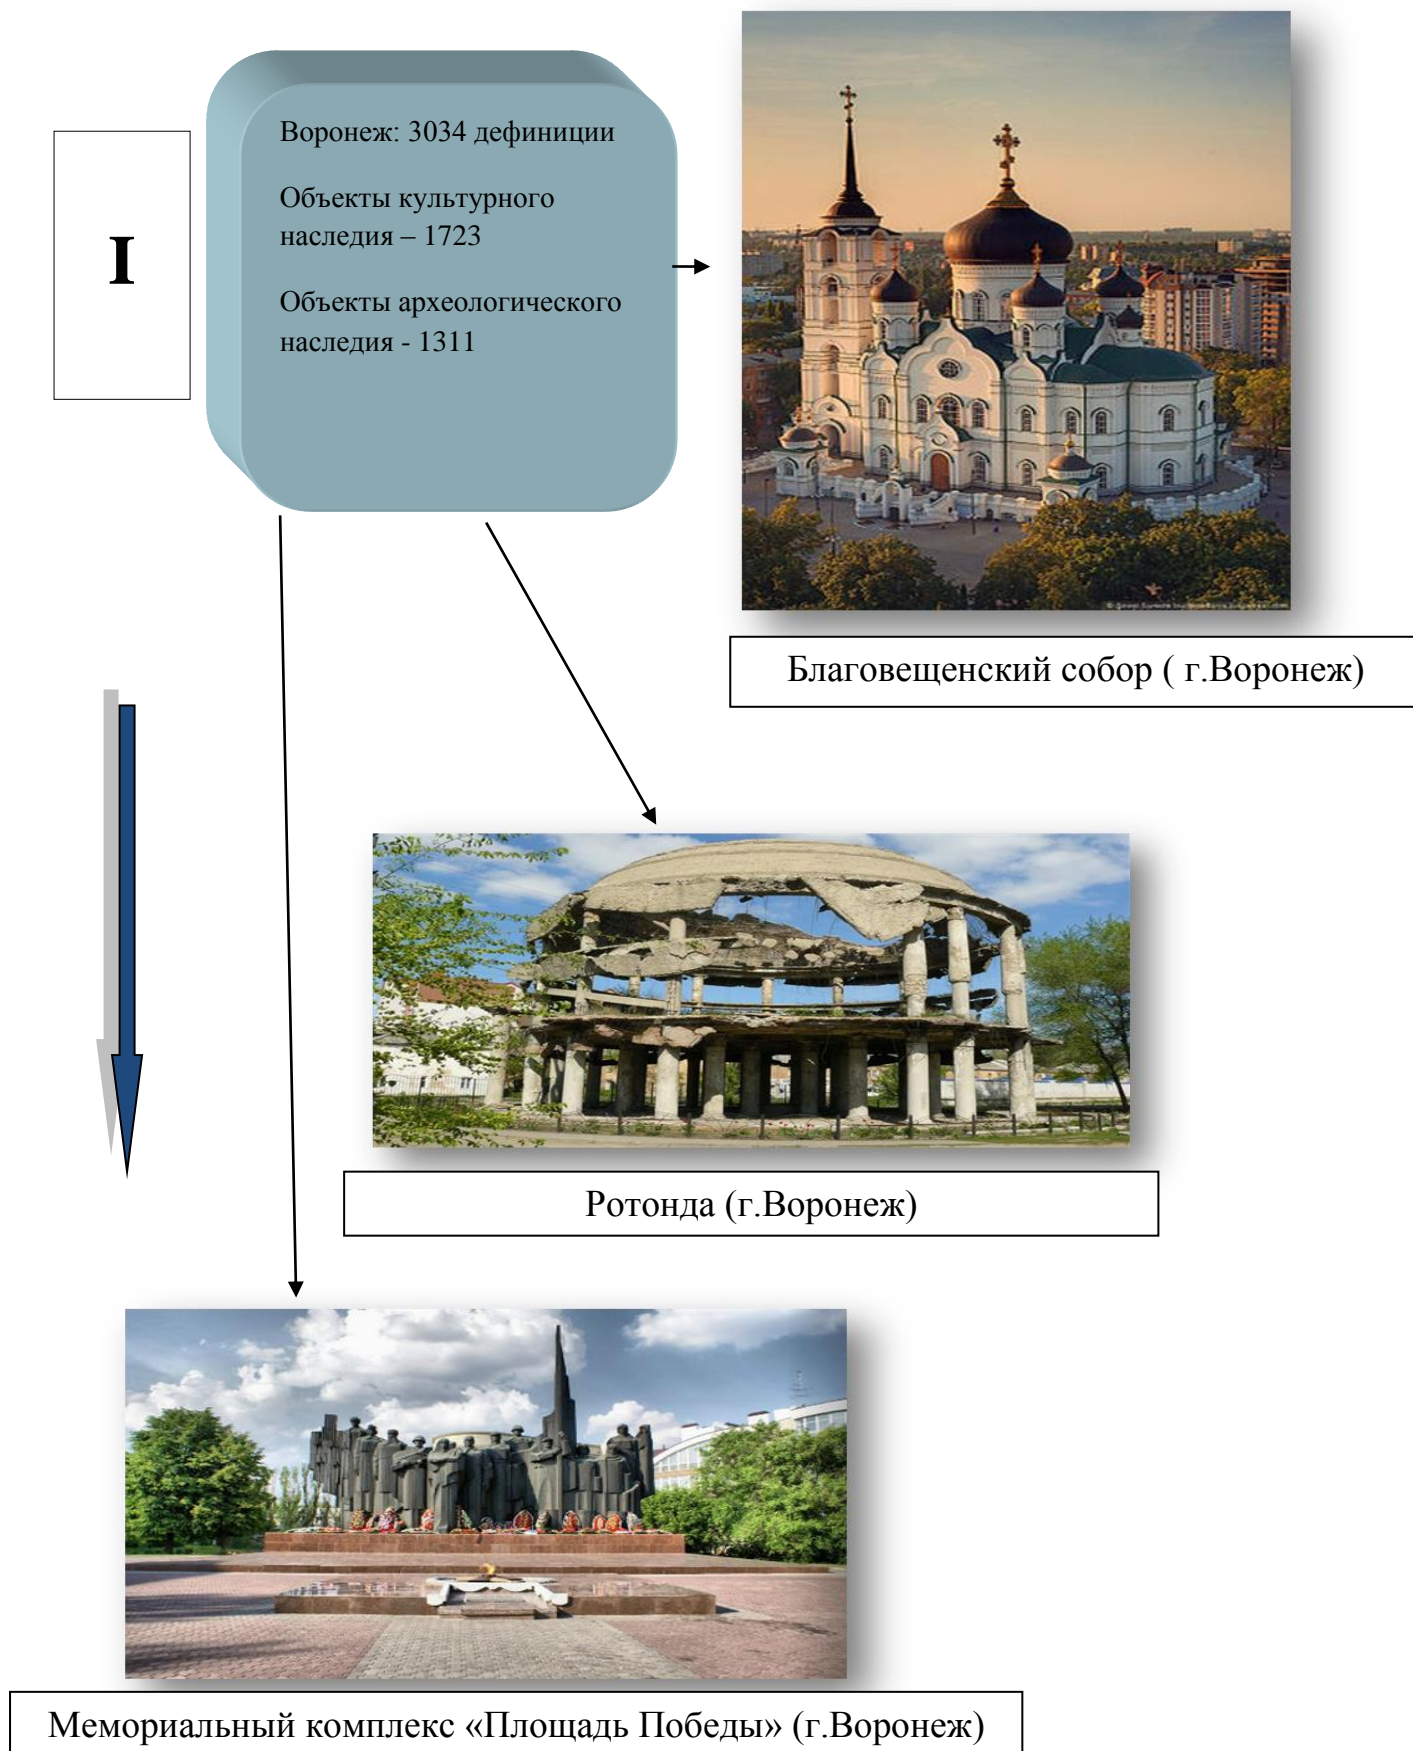 I
Воронеж: 3034 дефиниции
Объекты культурного
наследия – 1723
Объекты археологического
наследия - 1311
Благовещенский собор ( г.Воронеж)
Ротонда (г.Воронеж)
Мемориальный комплекс «Площадь Победы» (г.Воронеж)